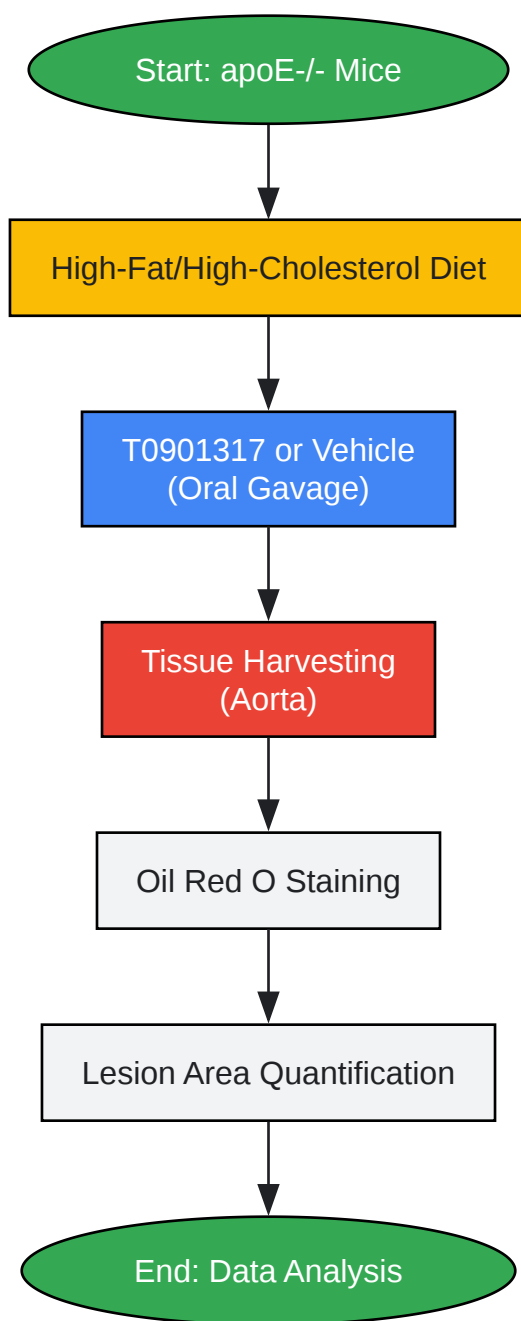 Start: apoE-/- Mice
High-Fat/High-Cholesterol Diet
T0901317 or Vehicle
(Oral Gavage)
Tissue Harvesting
(Aorta)
Oil Red O Staining
Lesion Area Quantification
End: Data Analysis